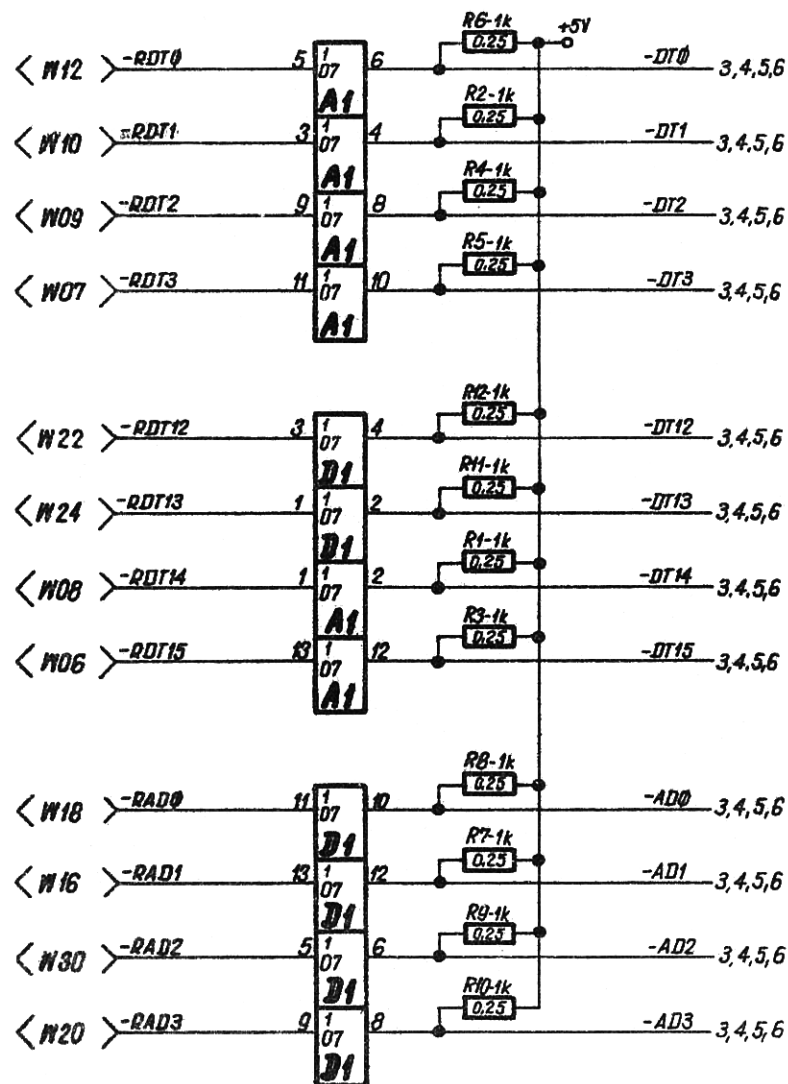 R6-1k +5V
W12 -RDTØ 5 1 6 0.25 -DTØ 3,4,5,6
07
A1
R2-1k
W10 -RDT1 3 1 4 0.25 -DT1 3,4,5,6
07
A1
R4-1k
W09 -RDT2 9 1 8 0.25 -DT2 3,4,5,6
07
A1
R5-1k
W07 -RDT3 11 1 10 0.25 -DT3 3,4,5,6
07
A1
R12-1k
W22 -RDT12 3 1 4 0.25 -DT12 3,4,5,6
07
D1
R11-1k
W24 -RDT13 1 1 2 0.25 -DT13 3,4,5,6
07
D1
R1-1k
W08 -RDT14 1 1 2 0.25 -DT14 3,4,5,6
07
A1
R3-1k
W06 -RDT15 13 1 12 0.25 -DT15 3,4,5,6
07
A1
R8-1k
W18 -RADØ 11 1 10 0.25 -ADØ 3,4,5,6
07
D1
R7-1k
W16 -RAD1 13 1 12 0.25 -AD1 3,4,5,6
07
D1
R9-1k
W30 -RAD2 5 1 6 0.25 -AD2 3,4,5,6
07
D1
R10-1k
W20 -RAD3 9 1 8 0.25 -AD3 3,4,5,6
07
D1